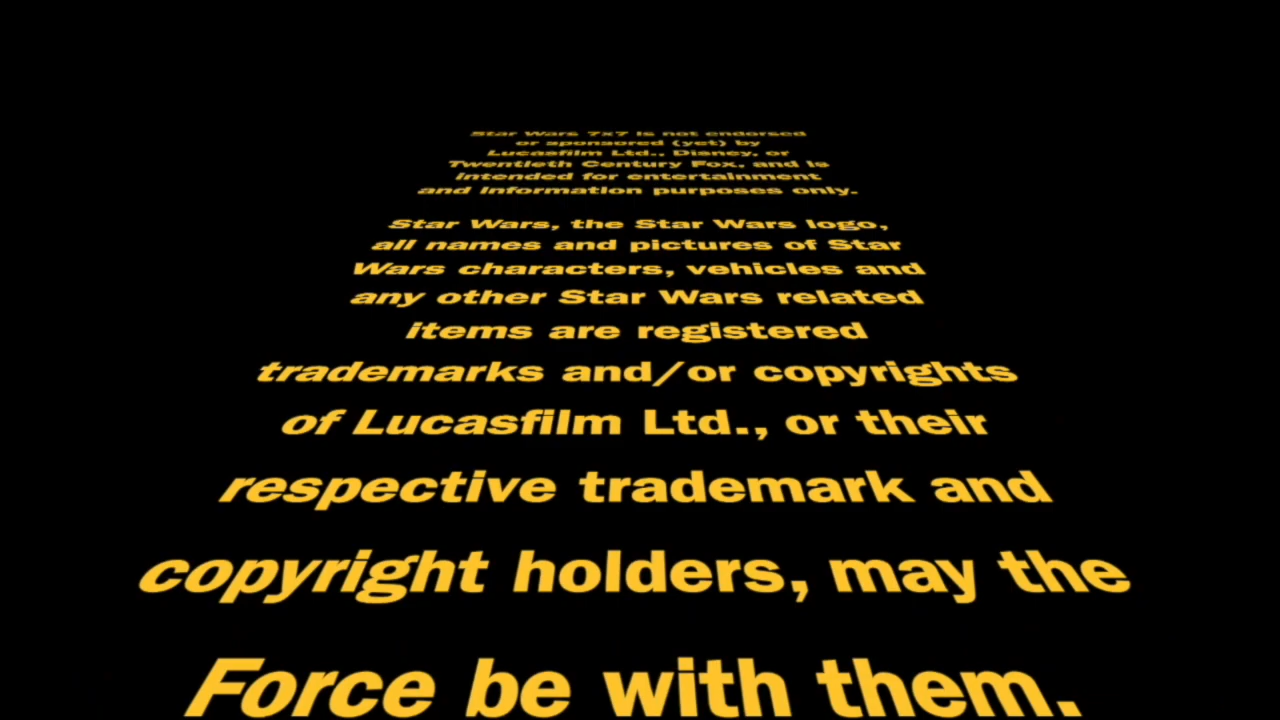 Star Wars 7x7 is not endorsed
or sponsored (yet) by
Lucasfilm Ltd., Disney, or
Twentieth Century Fox, and is
intended for entertainment
and information purposes only.
Star Wars, the Star Wars logo,
all names and pictures of Star
Wars characters, vehicles and
any other Star Wars related
items are registered
trademarks and/or copyrights
of Lucasfilm Ltd., or their
respective trademark and
copyright holders, may the
Force be with them.